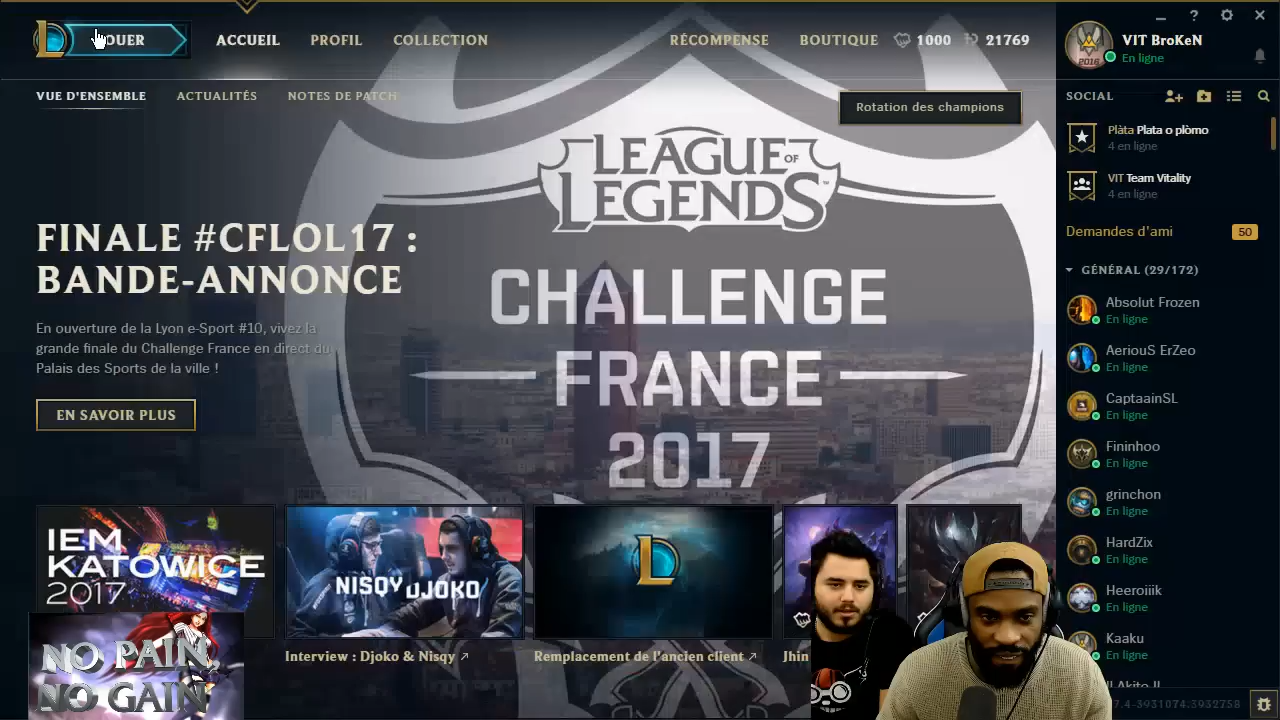 JOUER
ACCUEIL
PROFIL
COLLECTION
RÉCOMPENSE
BOUTIQUE
1000
21769
2016
VIT BroKeN
En ligne
VUE D'ENSEMBLE
ACTUALITÉS
NOTES DE PATCH
Rotation des champions
SOCIAL
Plàta Plata o plòmo
4 en ligne
VIT Team Vitality
4 en ligne
Demandes d'ami
50
GÉNÉRAL (29/172)
Absolut Frozen
En ligne
AeriouS ErZeo
En ligne
CaptaainSL
En ligne
Fininhoo
En ligne
grinchon
En ligne
HardZix
En ligne
Heeroiiik
En ligne
Kaaku
En ligne
LEAGUE OF LEGENDS
CHALLENGE
FRANCE
2017
FINALE #CFLOL17 :
BANDE-ANNONCE
En ouverture de la Lyon e-Sport #10, vivez la
grande finale du Challenge France en direct du
Palais des Sports de la ville !
EN SAVOIR PLUS
IEM
KATOWICE
2017
NISQY DJOKO
Interview : Djoko & Nisqy
Remplacement de l'ancien client
Jhin
NO PAIN
NO GAIN
7.4-3931074.3932758